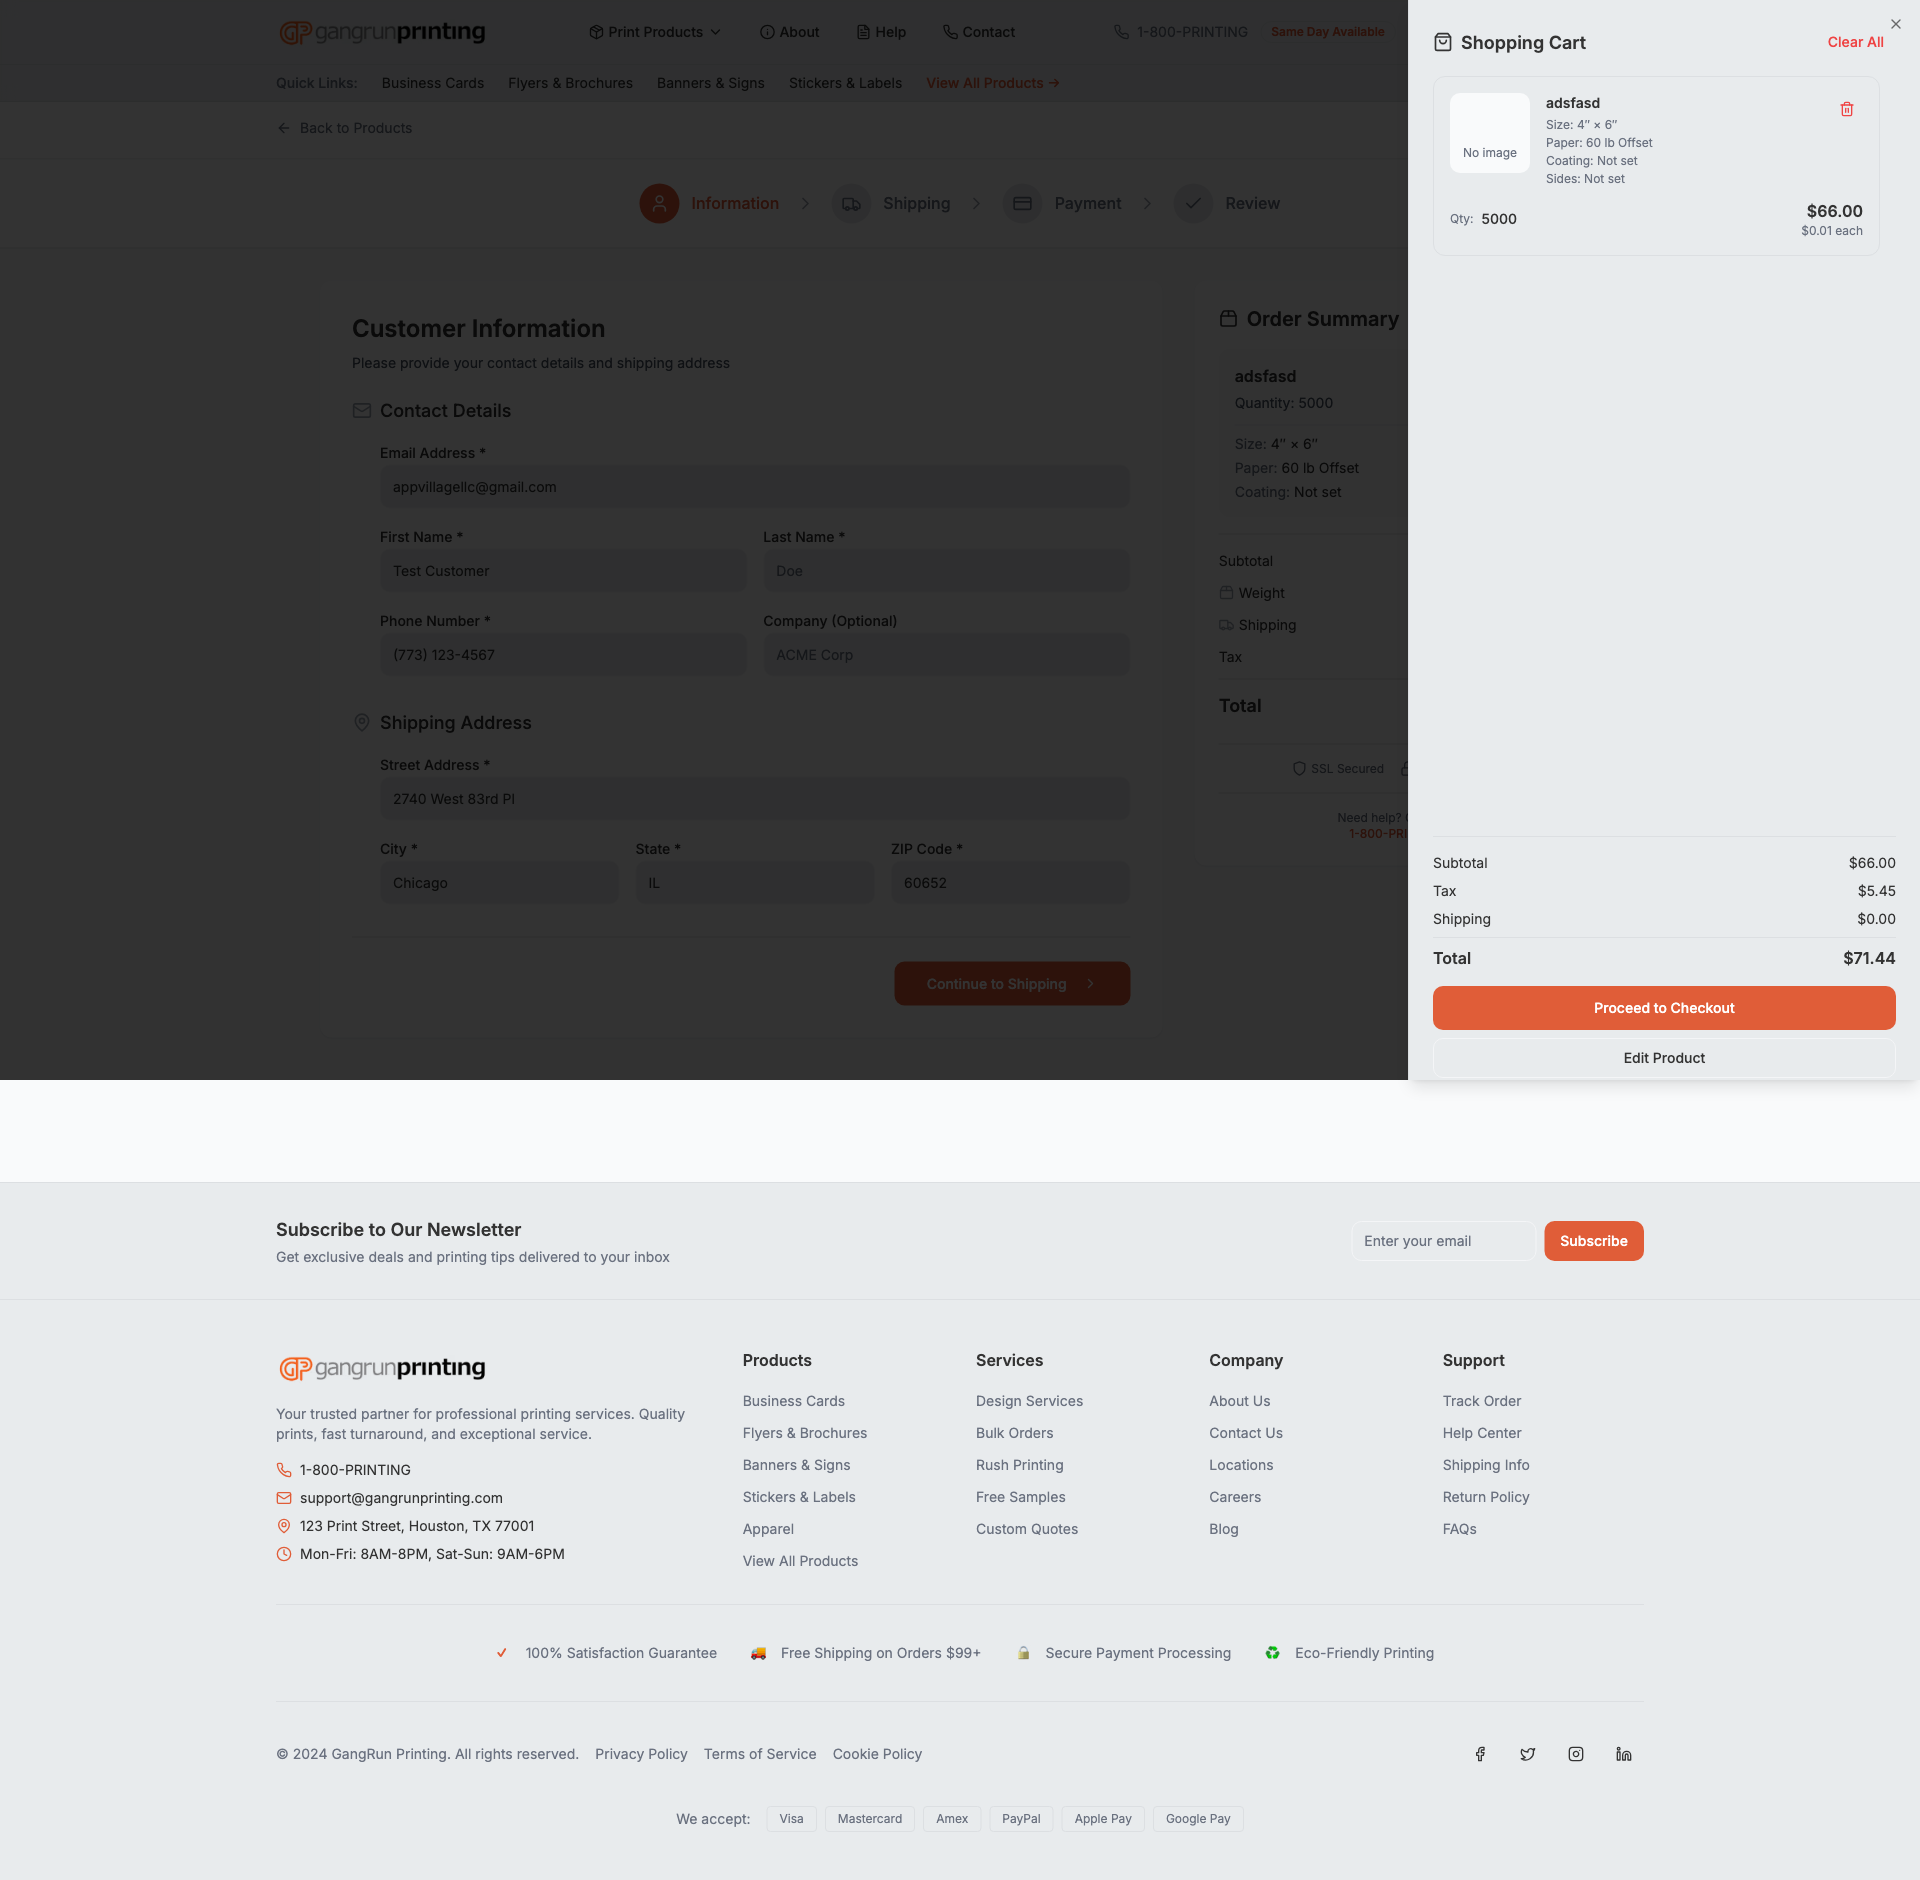 gangrunprinting
Print Products
About
Help
Contact
1-800-PRINTING
Same Day Available
Quick Links:
Business Cards
Flyers & Brochures
Banners & Signs
Stickers & Labels
View All Products →
← Back to Products
Information
Shipping
Payment
Review
Customer Information
Please provide your contact details and shipping address
Contact Details
Email Address *
appvillagellc@gmail.com
First Name *
Last Name *
Test Customer
Doe
Phone Number *
Company (Optional)
(773) 123-4567
ACME Corp
Shipping Address
Street Address *
2740 West 83rd Pl
City *
State *
ZIP Code *
Chicago
IL
60652
Continue to Shipping
Order Summary
adsfasd
Quantity: 5000
Size: 4″ × 6″
Paper: 60 lb Offset
Coating: Not set
Subtotal
Weight
Shipping
Tax
Total
SSL Secured
Need help?
1-800-PRI
Shopping Cart
Clear All
No image
adsfasd
Size: 4″ × 6″
Paper: 60 lb Offset
Coating: Not set
Sides: Not set
Qty: 5000
$66.00
$0.01 each
Subtotal $66.00
Tax $5.45
Shipping $0.00
Total $71.44
Proceed to Checkout
Edit Product
Subscribe to Our Newsletter
Get exclusive deals and printing tips delivered to your inbox
Enter your email
Subscribe
gangrunprinting
Your trusted partner for professional printing services. Quality
prints, fast turnaround, and exceptional service.
1-800-PRINTING
support@gangrunprinting.com
123 Print Street, Houston, TX 77001
Mon-Fri: 8AM-8PM, Sat-Sun: 9AM-6PM
Products
Business Cards
Flyers & Brochures
Banners & Signs
Stickers & Labels
Apparel
View All Products
Services
Design Services
Bulk Orders
Rush Printing
Free Samples
Custom Quotes
Company
About Us
Contact Us
Locations
Careers
Blog
Support
Track Order
Help Center
Shipping Info
Return Policy
FAQs
✓ 100% Satisfaction Guarantee
🚚 Free Shipping on Orders $99+
🔒 Secure Payment Processing
♻ Eco-Friendly Printing
© 2024 GangRun Printing. All rights reserved.
Privacy Policy
Terms of Service
Cookie Policy
We accept:
Visa
Mastercard
Amex
PayPal
Apple Pay
Google Pay